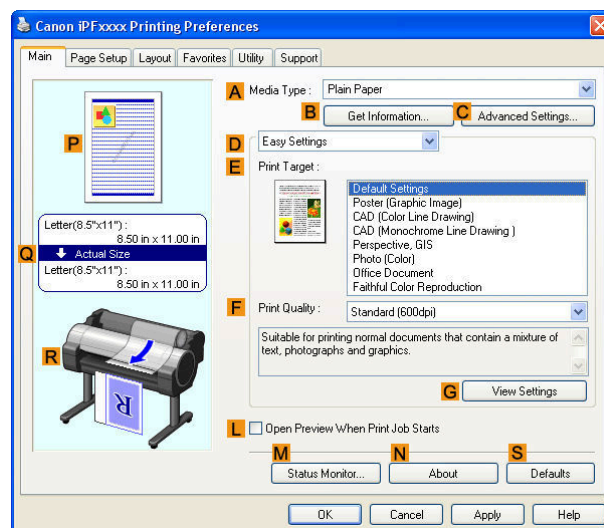 Canon iPFxxxx Printing Preferences
Main Page Setup Layout Favorites Utility Support
A Media Type : Plain Paper
B Get Information... C Advanced Settings...
D Easy Settings
E Print Target :
Default Settings
Poster (Graphic Image)
CAD (Color Line Drawing)
CAD (Monochrome Line Drawing )
Perspective, GIS
Photo (Color)
Office Document
Faithful Color Reproduction
P
Letter(8.5"x11") :
8.50 in x 11.00 in
Q Actual Size
Letter(8.5"x11") :
8.50 in x 11.00 in
R
R
F Print Quality : Standard (600dpi)
Suitable for printing normal documents that contain a mixture of
text, photographs and graphics.
G View Settings
L Open Preview When Print Job Starts
M Status Monitor... N About S Defaults
OK Cancel Apply Help